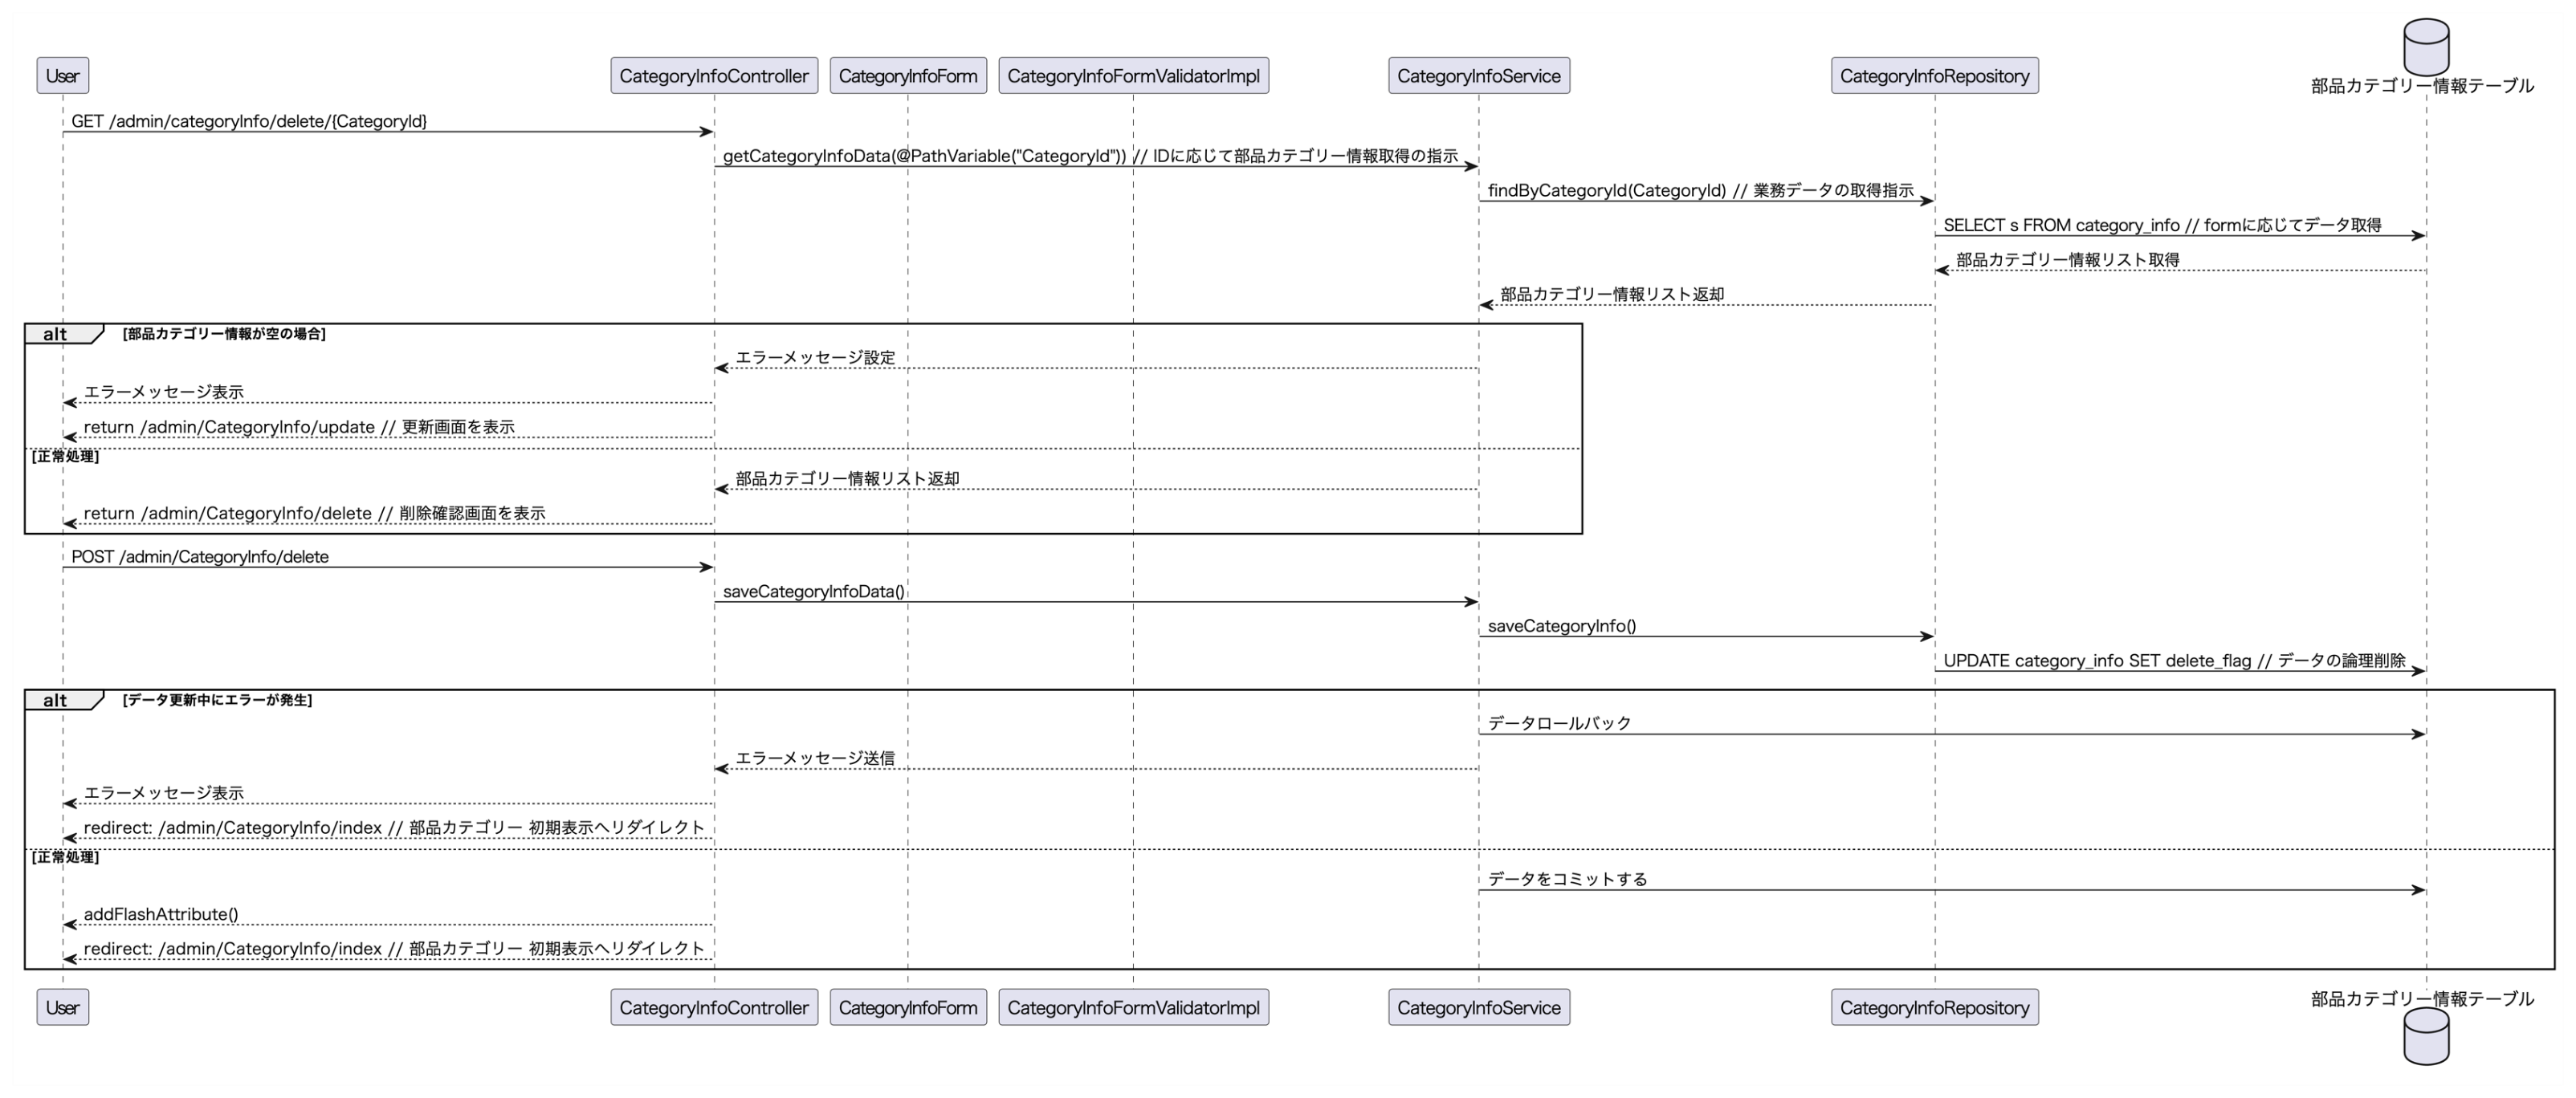 User
CategoryInfoController
CategoryInfoForm
CategoryInfoFormValidatorImpl
CategoryInfoService
CategoryInfoRepository
部品カテゴリー情報テーブル
GET /admin/categoryInfo/delete/{CategoryId}
getCategoryInfoData(@PathVariable("CategoryId")) // IDに応じて部品カテゴリー情報取得の指示
findByCategoryId(CategoryId) // 業務データの取得指示
SELECT s FROM category_info // formに応じてデータ取得
部品カテゴリー情報リスト取得
部品カテゴリー情報リスト返却
alt [部品カテゴリー情報が空の場合]
エラーメッセージ設定
エラーメッセージ表示
return /admin/CategoryInfo/update // 更新画面を表示
[正常処理]
部品カテゴリー情報リスト返却
return /admin/CategoryInfo/delete // 削除確認画面を表示
POST /admin/CategoryInfo/delete
saveCategoryInfoData()
saveCategoryInfo()
UPDATE category_info SET delete_flag // データの論理削除
alt [データ更新中にエラーが発生]
データロールバック
エラーメッセージ送信
エラーメッセージ表示
redirect: /admin/CategoryInfo/index // 部品カテゴリー 初期表示へリダイレクト
[正常処理]
データをコミットする
addFlashAttribute()
redirect: /admin/CategoryInfo/index // 部品カテゴリー 初期表示へリダイレクト
User
CategoryInfoController
CategoryInfoForm
CategoryInfoFormValidatorImpl
CategoryInfoService
CategoryInfoRepository
部品カテゴリー情報テーブル